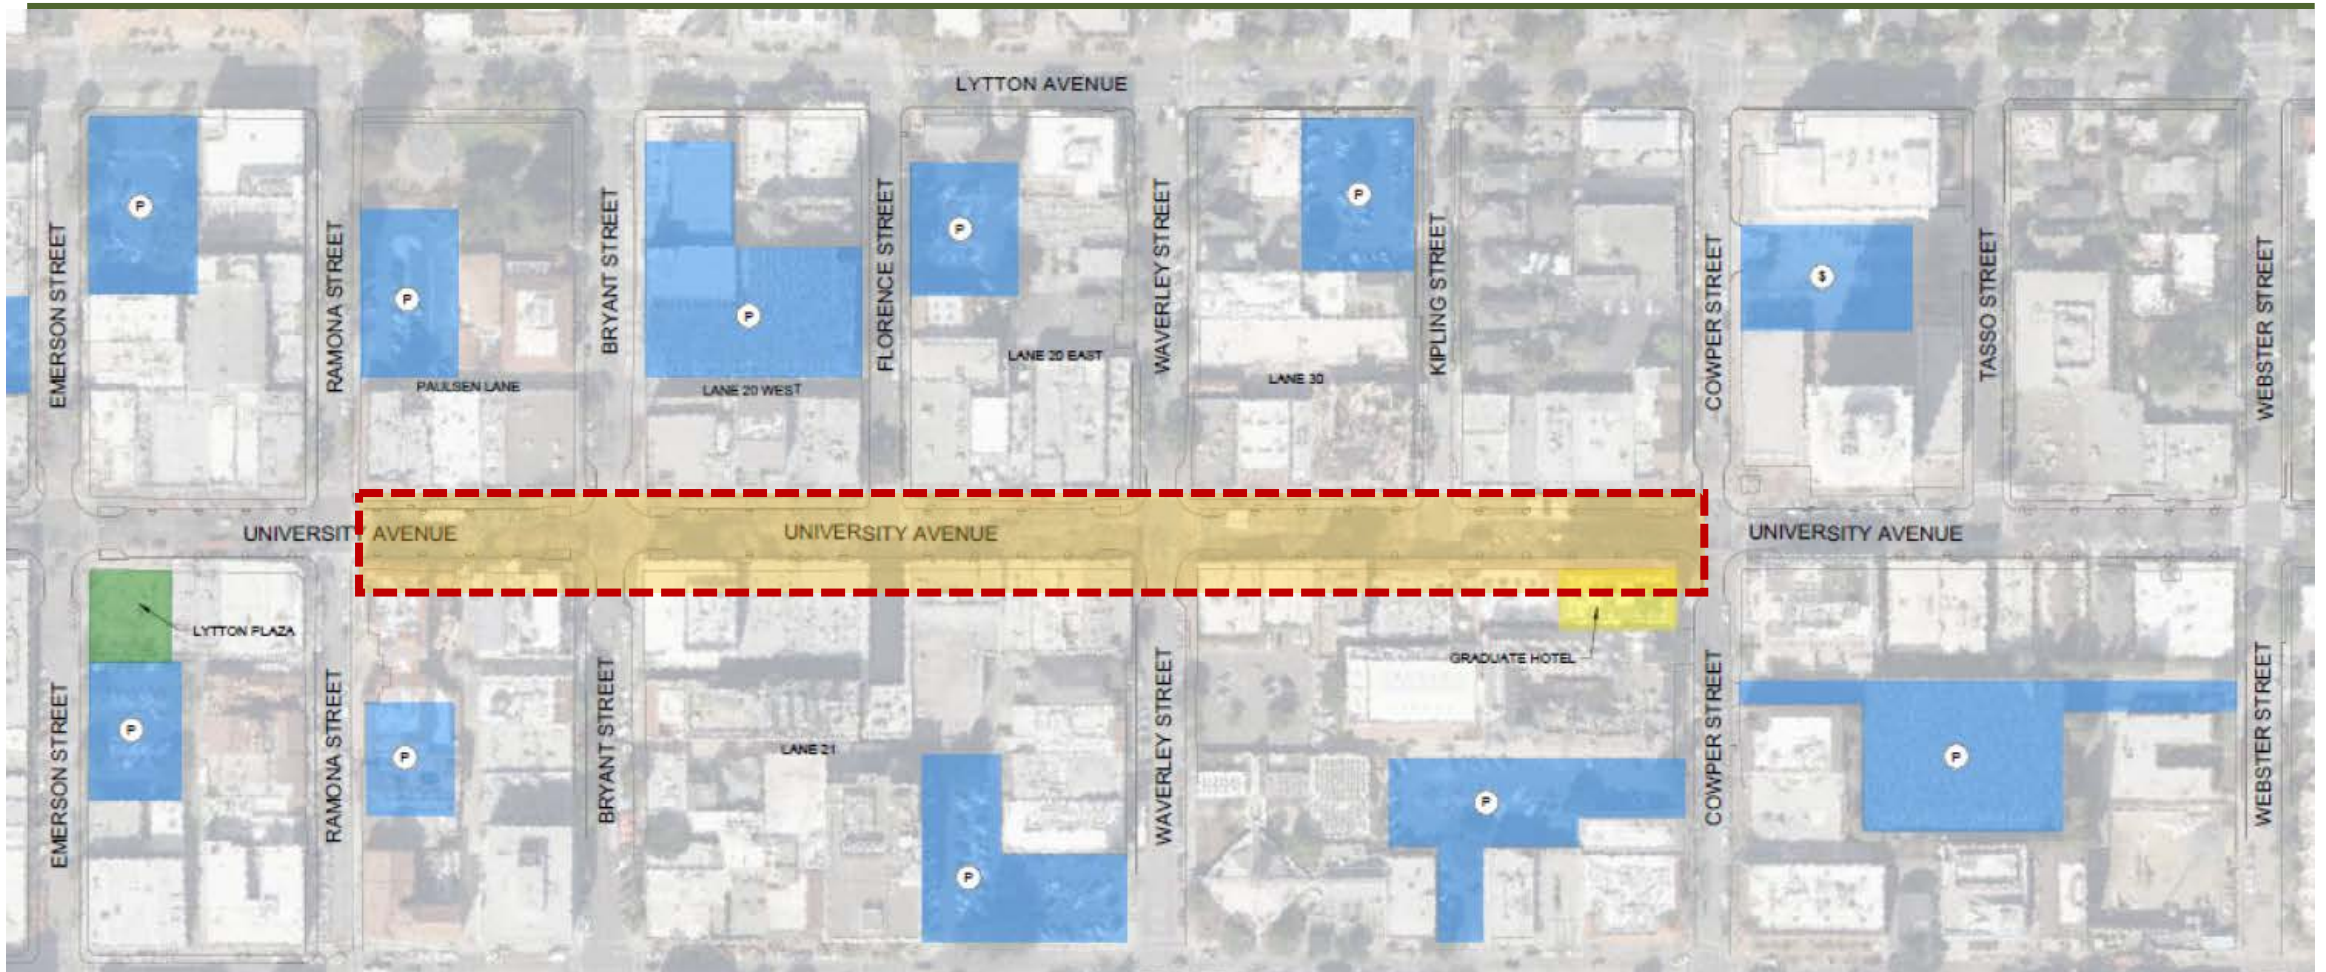 LYTTON AVENUE
P
P
P
P
P
$
EMERSON STREET
RAMONA STREET
BRYANT STREET
FLORENCE STREET
WAVERLEY STREET
KIPLING STREET
COWPER STREET
TASSO STREET
WEBSTER STREET
LANE 20 EAST
LANE 30
PAULSEN LANE
LANE 20 WEST
UNIVERSITY AVENUE
UNIVERSITY AVENUE
UNIVERSITY AVENUE
LYTTON PLAZA
GRADUATE HOTEL
EMERSON STREET
RAMONA STREET
BRYANT STREET
WAVERLEY STREET
COWPER STREET
WEBSTER STREET
LANE 21
P
P
P
P
P